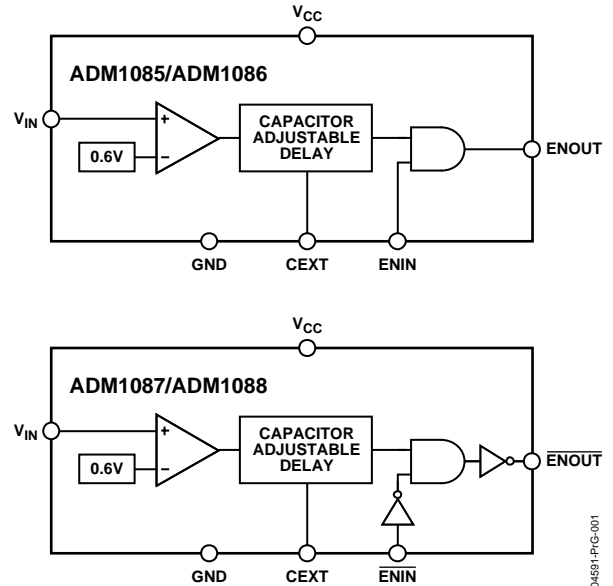 VCC
ADM1085/ADM1086
VIN
+
0.6V
−
CAPACITOR
ADJUSTABLE
DELAY
ENOUT
GND
CEXT
ENIN
VCC
ADM1087/ADM1088
VIN
+
0.6V
−
CAPACITOR
ADJUSTABLE
DELAY
ENOUT
GND
CEXT
ENIN
04591-PrG-001